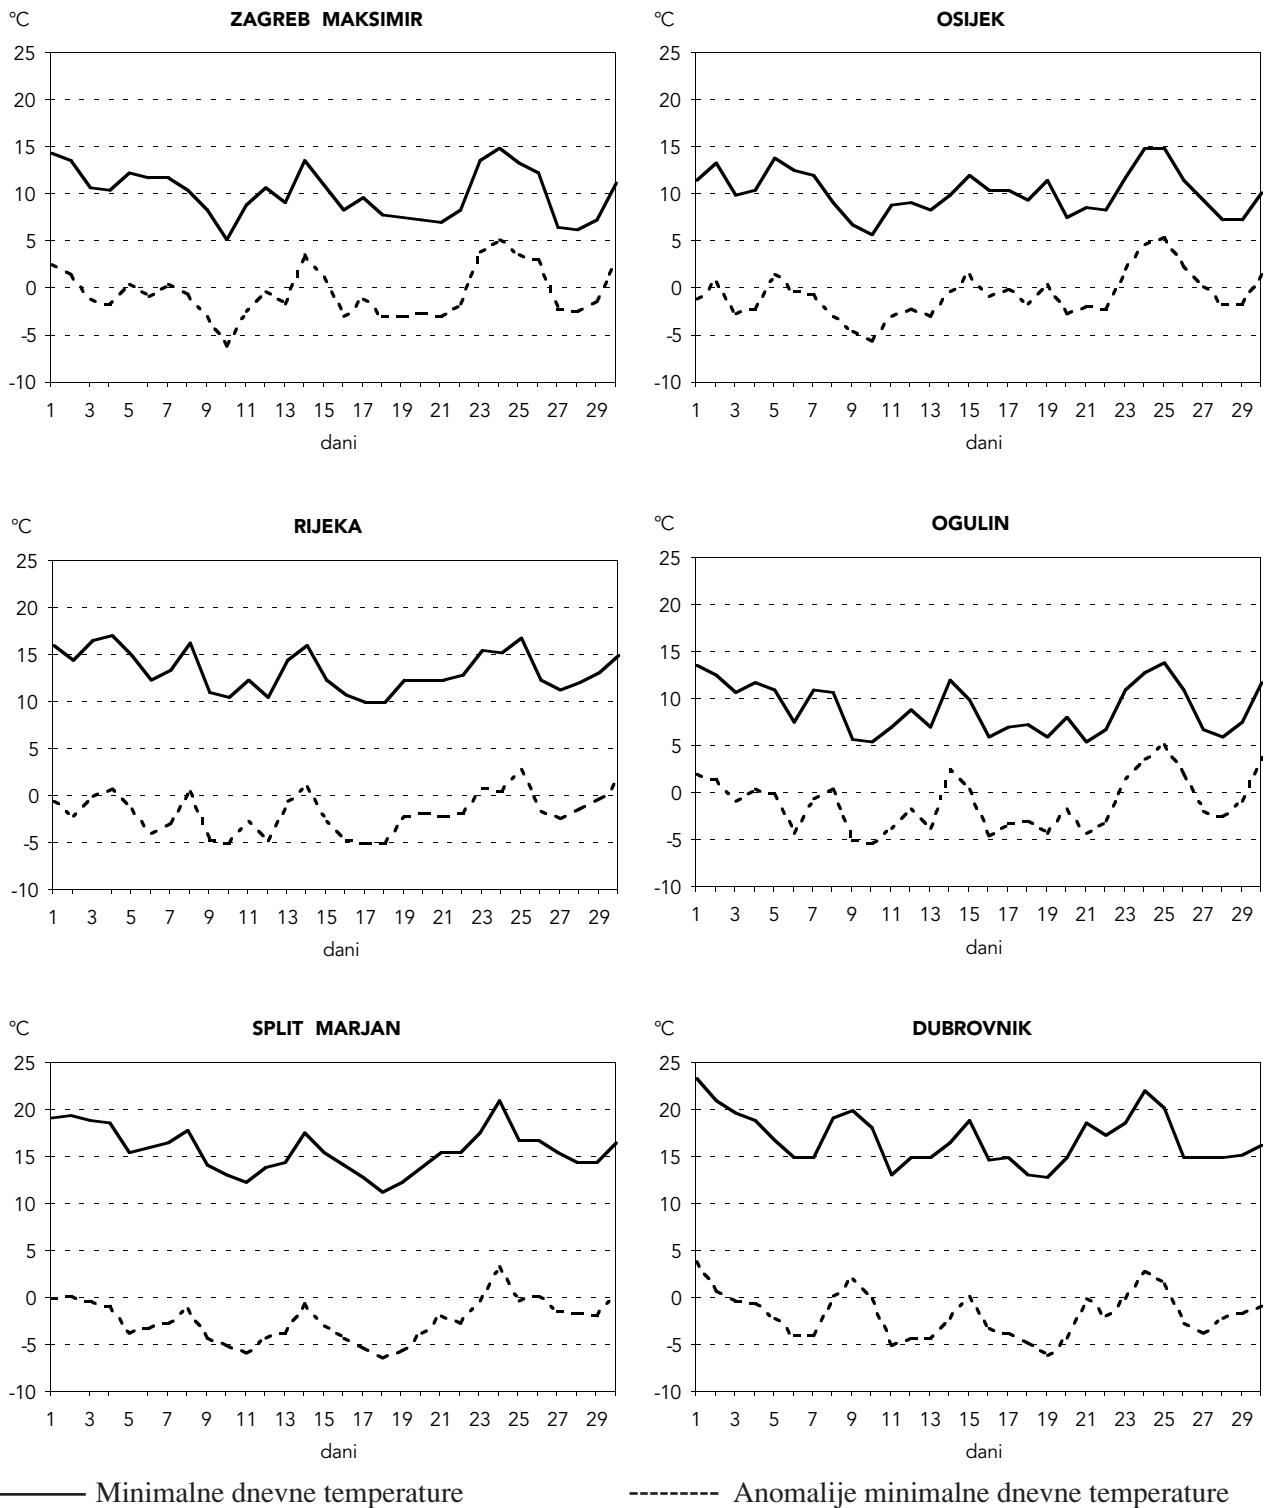 °C ZAGREB MAKSIMIR
25
20
15
10
5
0
-5
-10
1 3 5 7 9 11 13 15 17 19 21 23 25 27 29
dani
°C OSIJEK
25
20
15
10
5
0
-5
-10
1 3 5 7 9 11 13 15 17 19 21 23 25 27 29
dani
°C RIJEKA
25
20
15
10
5
0
-5
-10
1 3 5 7 9 11 13 15 17 19 21 23 25 27 29
dani
°C OGULIN
25
20
15
10
5
0
-5
-10
1 3 5 7 9 11 13 15 17 19 21 23 25 27 29
dani
°C SPLIT MARJAN
25
20
15
10
5
0
-5
-10
1 3 5 7 9 11 13 15 17 19 21 23 25 27 29
dani
°C DUBROVNIK
25
20
15
10
5
0
-5
-10
1 3 5 7 9 11 13 15 17 19 21 23 25 27 29
dani
Minimalne dnevne temperature Anomalije minimalne dnevne temperature